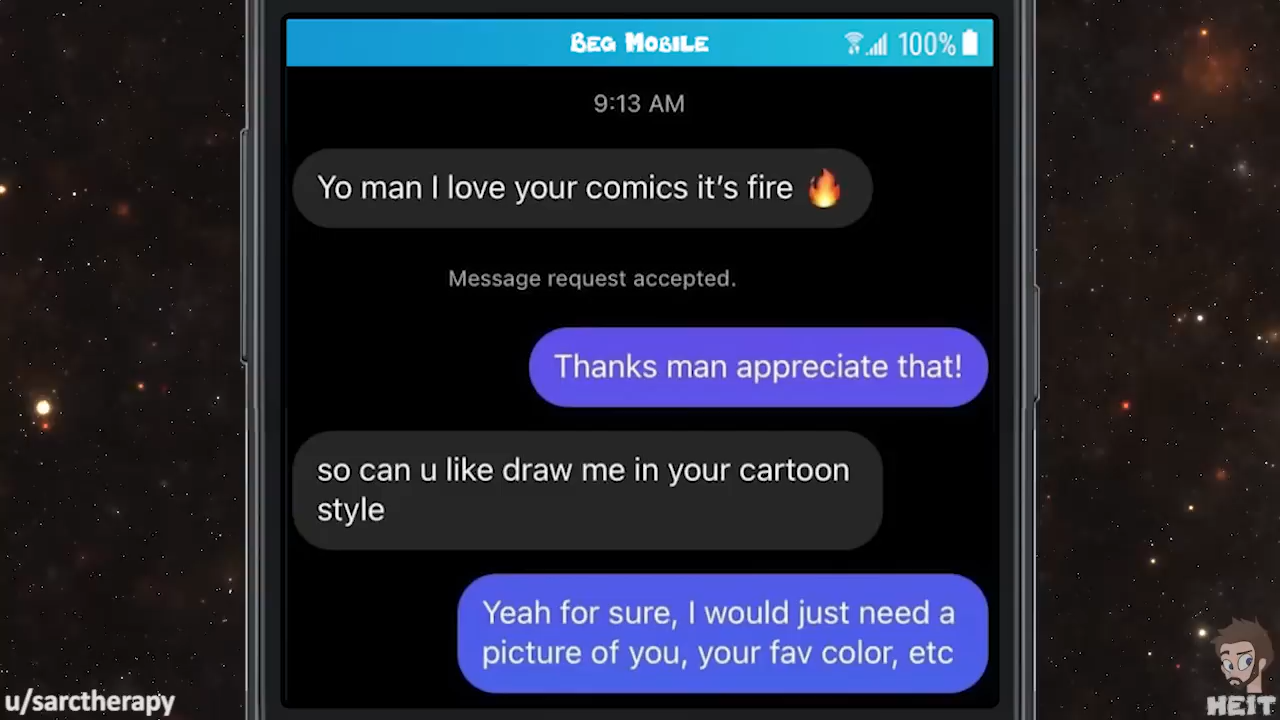 BEG MOBILE
100%
9:13 AM
Yo man I love your comics it’s fire 🔥
Message request accepted.
Thanks man appreciate that!
so can u like draw me in your cartoon
style
Yeah for sure, I would just need a
picture of you, your fav color, etc
u/sarctherapy
HEIT